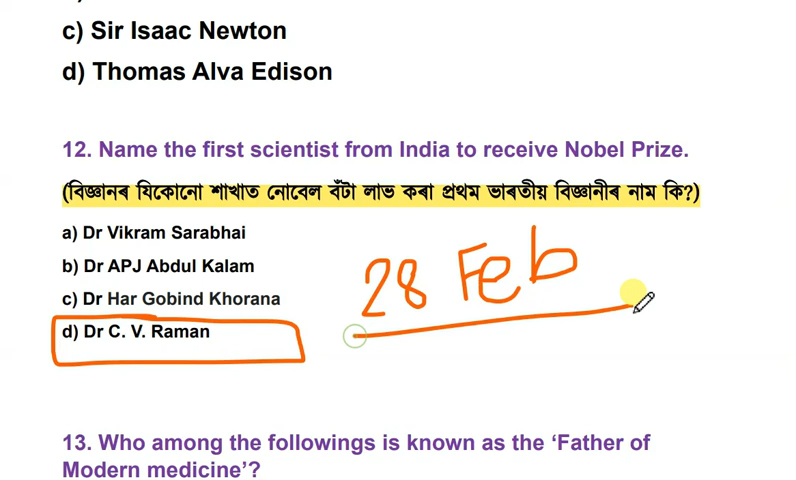 c) Sir Isaac Newton
d) Thomas Alva Edison
12. Name the first scientist from India to receive Nobel Prize.
(বিজ্ঞানৰ যিকোনো শাখাত নোবেল বঁটা লাভ কৰা প্ৰথম ভাৰতীয় বিজ্ঞানীৰ নাম কি?)
a) Dr Vikram Sarabhai
b) Dr APJ Abdul Kalam
c) Dr Har Gobind Khorana
d) Dr C. V. Raman
28 Feb
13. Who among the followings is known as the ‘Father of
Modern medicine’?